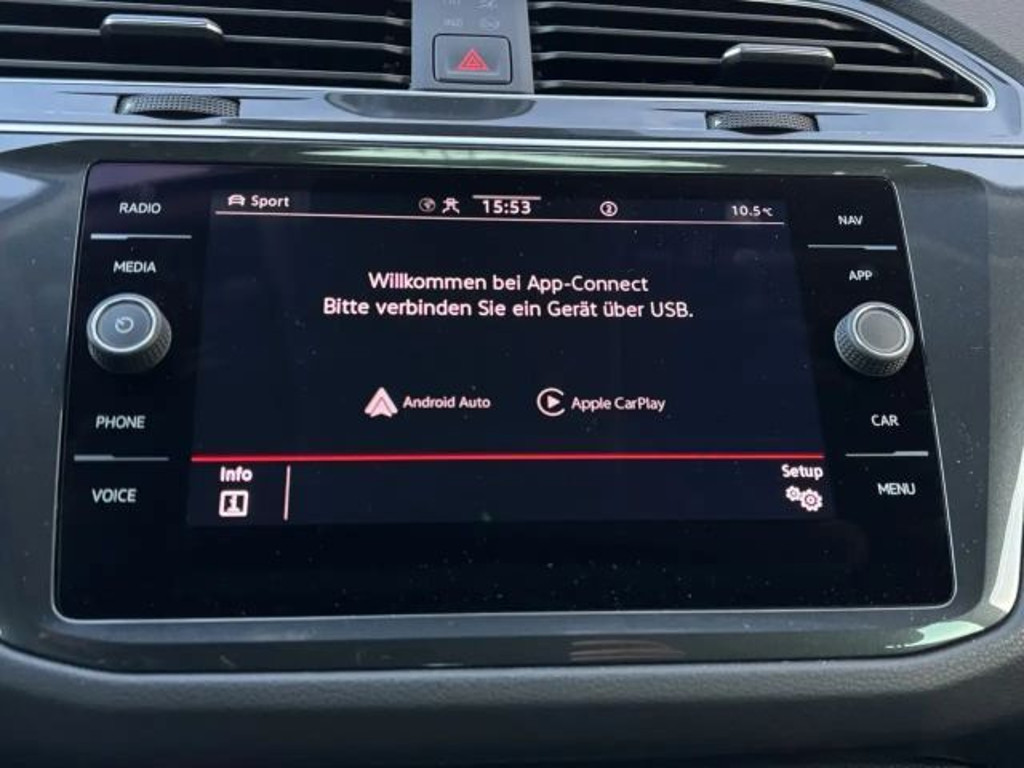 RADIO
MEDIA
PHONE
VOICE
Sport
15:53
2
10.5°C
Willkommen bei App-Connect
Bitte verbinden Sie ein Gerät über USB.
Android Auto
Apple CarPlay
Info
Setup
NAV
APP
CAR
MENU